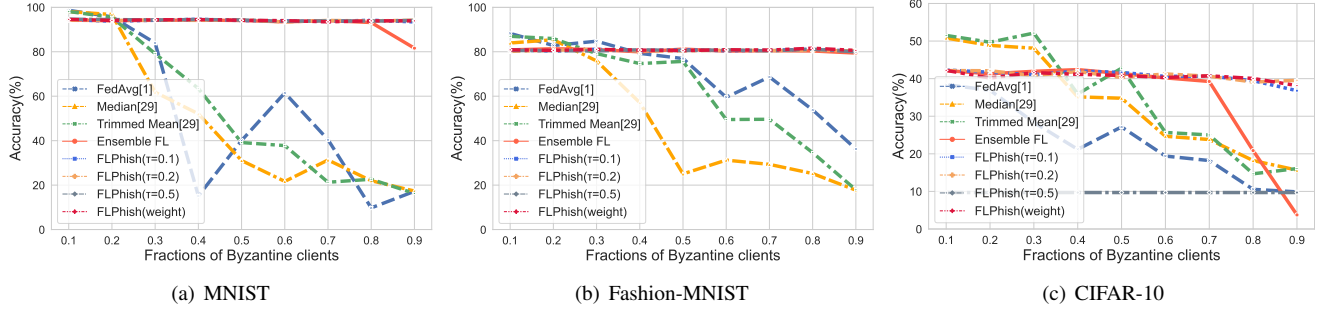 100
80
60
40
20
0
Accuracy(%)
FedAvg[1]
Median[29]
Trimmed Mean[29]
Ensemble FL
FLPhish(τ=0.1)
FLPhish(τ=0.2)
FLPhish(τ=0.5)
FLPhish(weight)
0.1 0.2 0.3 0.4 0.5 0.6 0.7 0.8 0.9
Fractions of Byzantine clients
(a) MNIST
100
80
60
40
20
0
Accuracy(%)
FedAvg[1]
Median[29]
Trimmed Mean[29]
Ensemble FL
FLPhish(τ=0.1)
FLPhish(τ=0.2)
FLPhish(τ=0.5)
FLPhish(weight)
0.1 0.2 0.3 0.4 0.5 0.6 0.7 0.8 0.9
Fractions of Byzantine clients
(b) Fashion-MNIST
60
50
40
30
20
10
0
Accuracy(%)
FedAvg[1]
Median[29]
Trimmed Mean[29]
Ensemble FL
FLPhish(τ=0.1)
FLPhish(τ=0.2)
FLPhish(τ=0.5)
FLPhish(weight)
0.1 0.2 0.3 0.4 0.5 0.6 0.7 0.8 0.9
Fractions of Byzantine clients
(c) CIFAR-10